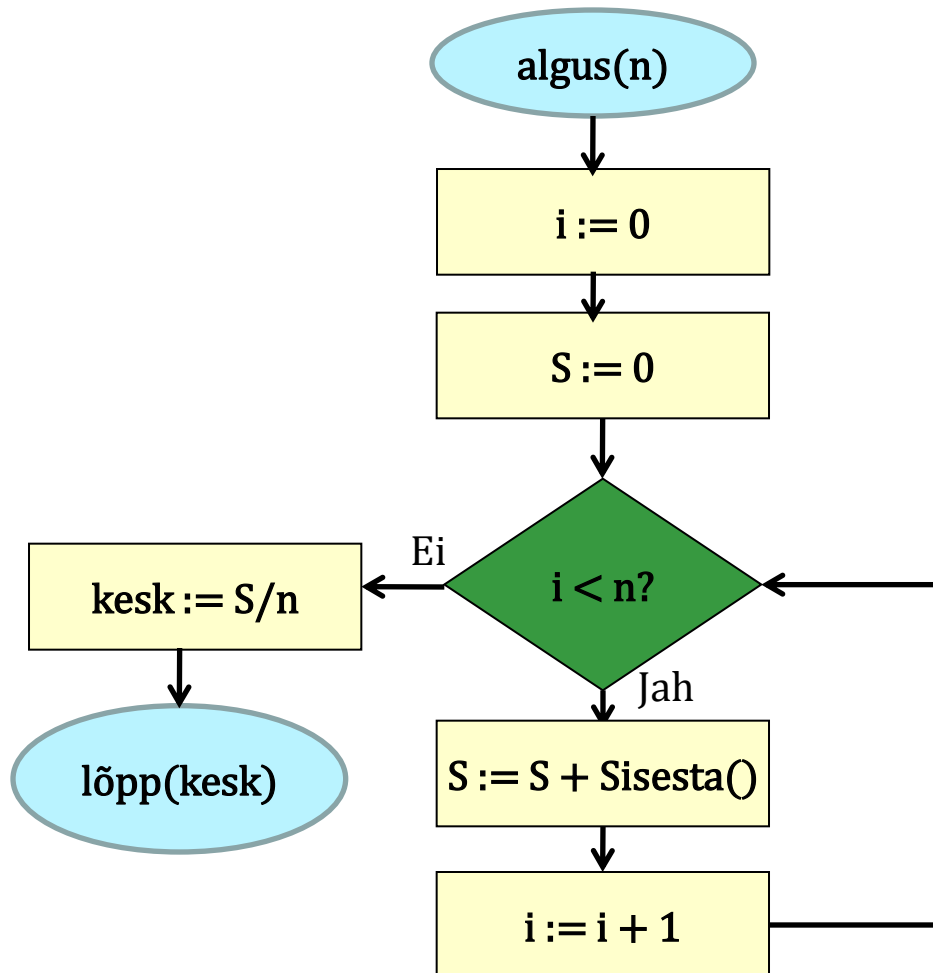 algus(n)
i := 0
S := 0
i < n?
Ei
kesk := S/n
lõpp(kesk)
Jah
S := S + Sisesta()
i := i + 1